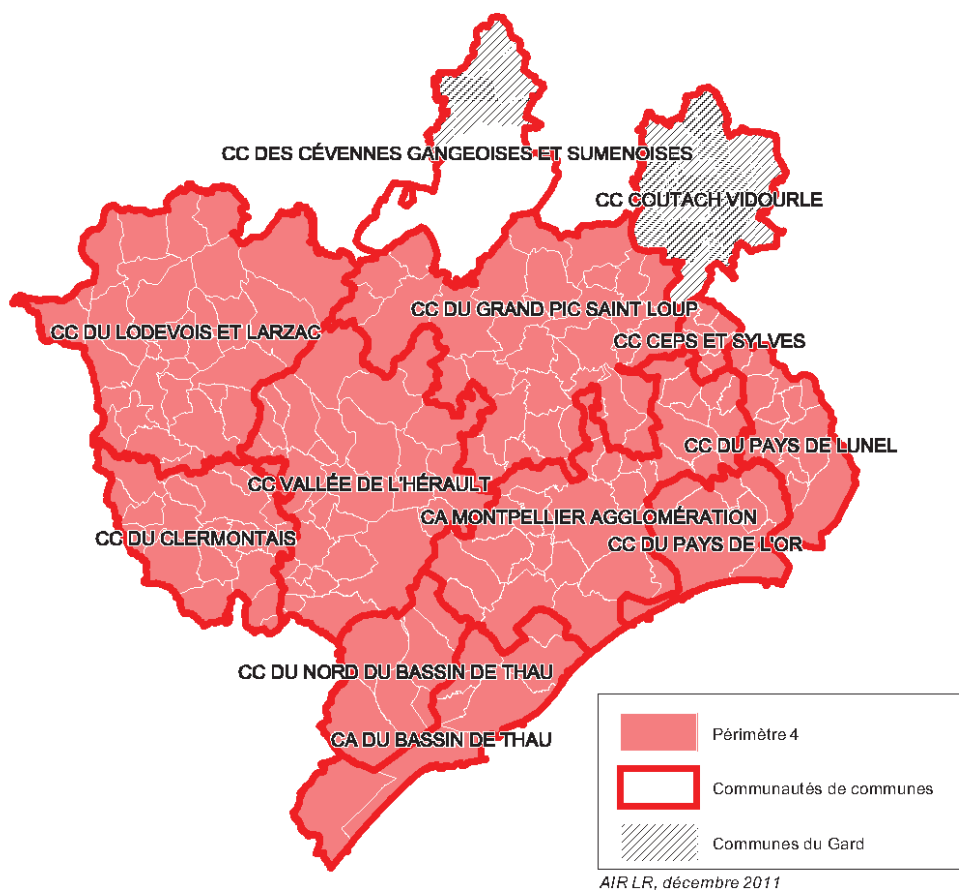 CC DES CÉVENNES GANGEOISES ET SUMENOISES
CC COUTACH VIDOURLE
CC DU GRAND PIC SAINT LOUP
CC DU LODEVOIS ET LARZAC
CC CEPS ET SYLVES
CC DU PAYS DE LUNEL
CC VALLÉE DE L'HÉRAULT
CA MONTPELLIER AGGLOMÉRATION
CC DU CLERMONTAIS
CC DU PAYS DE L'OR
CC DU NORD DU BASSIN DE THAU
CA DU BASSIN DE THAU
Périmètre 4
Communautés de communes
Communes du Gard
AIR LR, décembre 2011